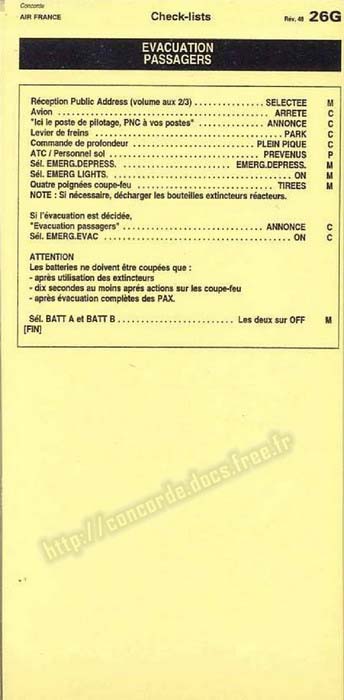 Concorde
AIR FRANCE Check-lists Rév. 48 26G
EVACUATION
PASSAGERS
Réception Public Address (volume aux 2/3) . . . . . . . . . . . . . . SELECTEE M
Avion . . . . . . . . . . . . . . . . . . . . . . . . . . . . . . ARRETE C
"Ici le poste de pilotage, PNC à vos postes" . . . . . . . . . . . . . . ANNONCE C
Levier de freins . . . . . . . . . . . . . . . . . . . . . . . . . . . . PARK C
Commande de profondeur . . . . . . . . . . . . . . . . . . . . PLEIN PIQUE C
ATC / Personnel sol . . . . . . . . . . . . . . . . . . . . . . . . PREVENUS P
Sél. EMERG.DEPRESS. . . . . . . . . . . . . . . . . . . EMERG.DEPRESS. M
Sél. EMERG LIGHTS. . . . . . . . . . . . . . . . . . . . . . . . . . . ON M
Quatre poignées coupe-feu . . . . . . . . . . . . . . . . . . . . . TIREES M
NOTE : Si nécessaire, décharger les bouteilles extincteurs réacteurs.
Si l'évacuation est décidée,
"Evacuation passagers" . . . . . . . . . . . . . . . . . . . . . . . ANNONCE C
Sél. EMERG.EVAC . . . . . . . . . . . . . . . . . . . . . . . . . . . ON C
ATTENTION
Les batteries ne doivent être coupées que :
- après utilisation des extincteurs
- dix secondes au moins aprés actions sur les coupe-feu
- après évacuation complètes des PAX.
Sél. BATT A et BATT B . . . . . . . . . . . . . . . . . . . . Les deux sur OFF M
[FIN]
http://concorde.docs.free.fr